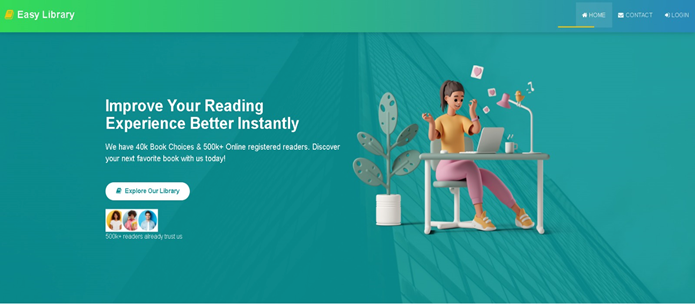 Easy Library
HOME
CONTACT
LOGIN
Improve Your Reading
Experience Better Instantly
We have 40k Book Choices & 500k+ Online registered readers. Discover
your next favorite book with us today!
Explore Our Library
500k+ readers already trust us